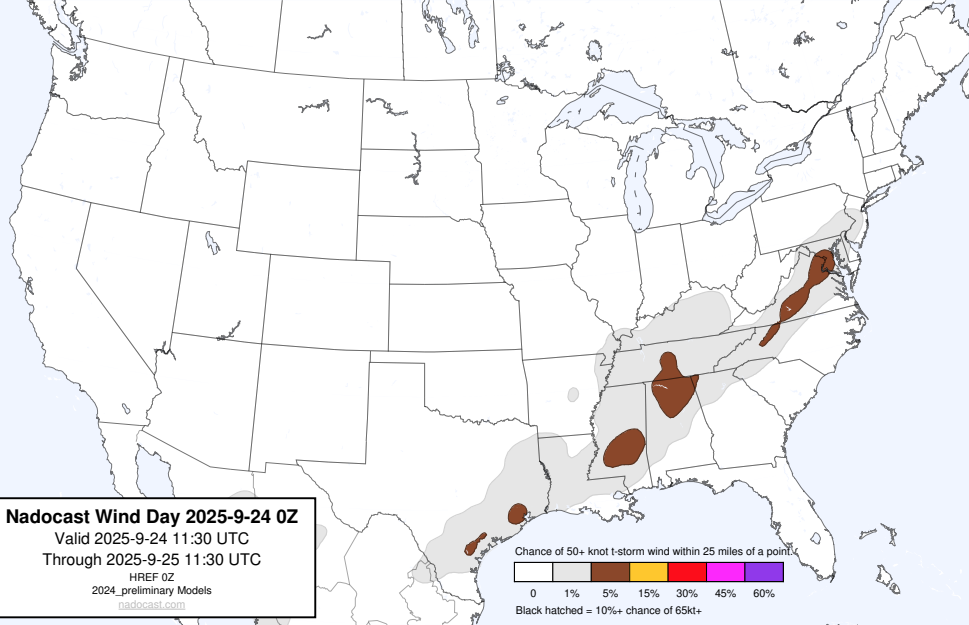 Nadocast Wind Day 2025-9-24 0Z
Valid 2025-9-24 11:30 UTC
Through 2025-9-25 11:30 UTC
HREF 0Z
2024_preliminary Models
nadocast.com
Chance of 50+ knot t-storm wind within 25 miles of a point.
0 1% 5% 15% 30% 45% 60%
Black hatched = 10%+ chance of 65kt+